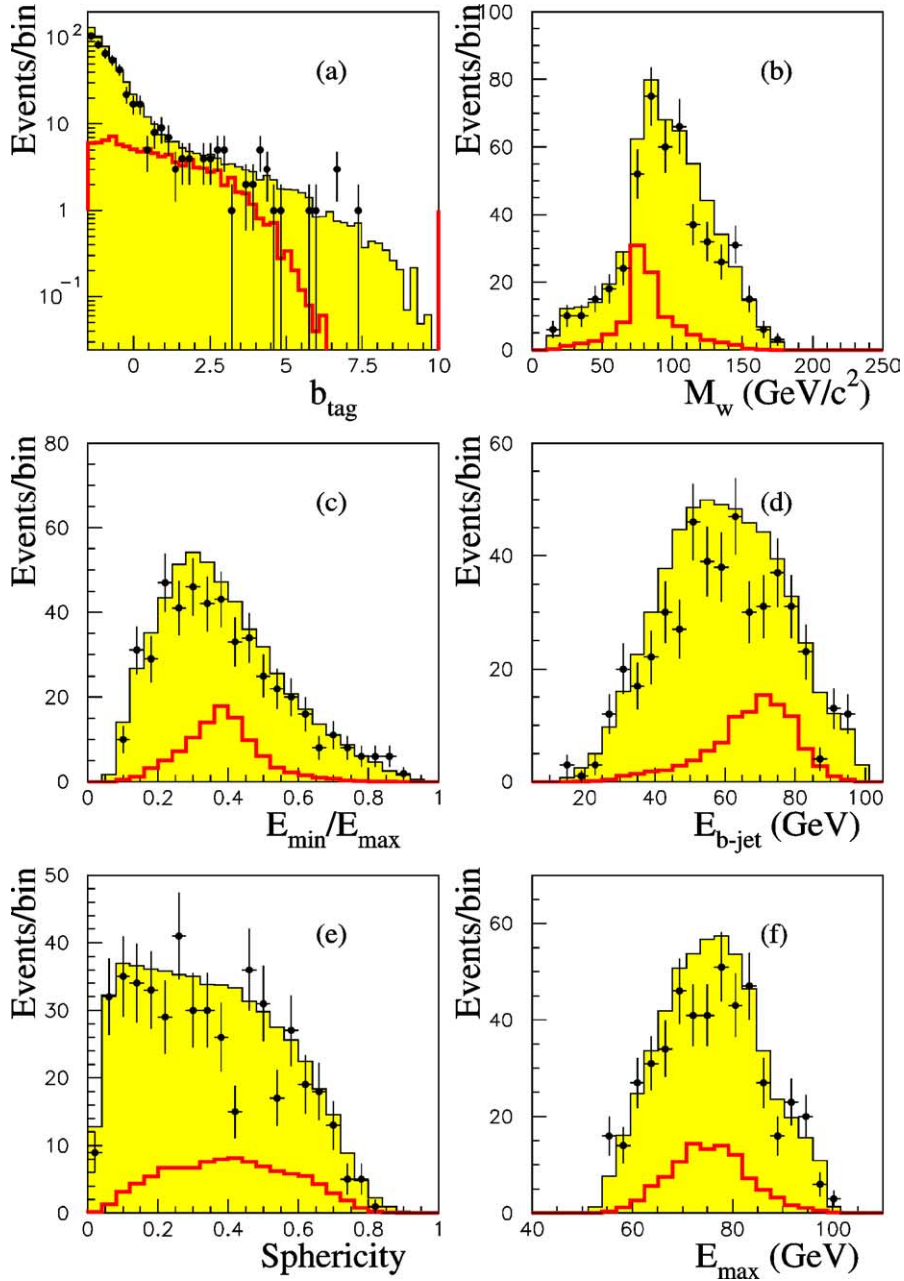 Events/bin
10²
10
1
10⁻¹
(a)
0 2.5 5 7.5 10
b_tag
Events/bin
100
80
60
40
20
0
(b)
0 50 100 150 200 250
M_w (GeV/c²)
Events/bin
80
60
40
20
0
(c)
0 0.2 0.4 0.6 0.8 1
E_min/E_max
Events/bin
60
40
20
0
(d)
20 40 60 80 100
E_b-jet (GeV)
Events/bin
50
40
30
20
10
0
(e)
0 0.2 0.4 0.6 0.8 1
Sphericity
Events/bin
60
40
20
0
(f)
40 60 80 100
E_max (GeV)